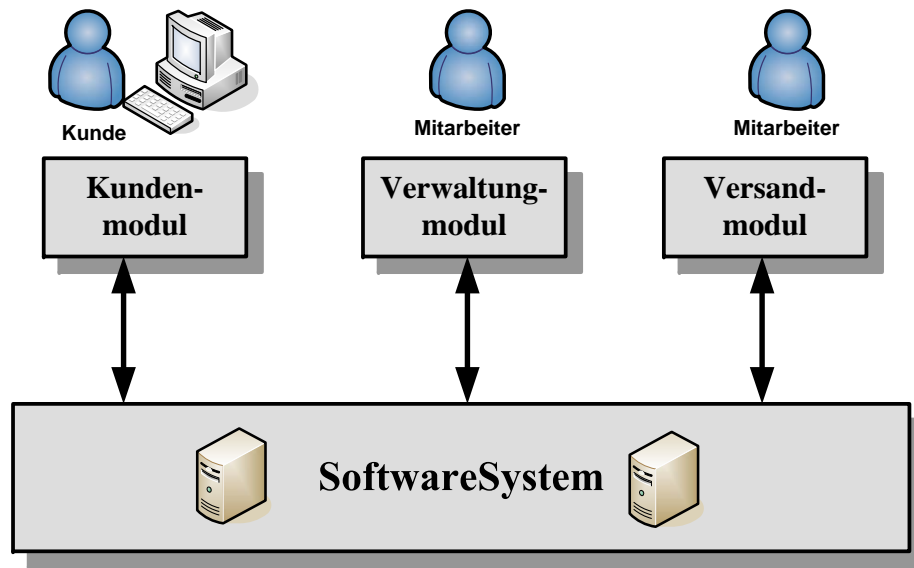 Kunde
Mitarbeiter
Mitarbeiter
Kunden-
modul
Verwaltung-
modul
Versand-
modul
SoftwareSystem